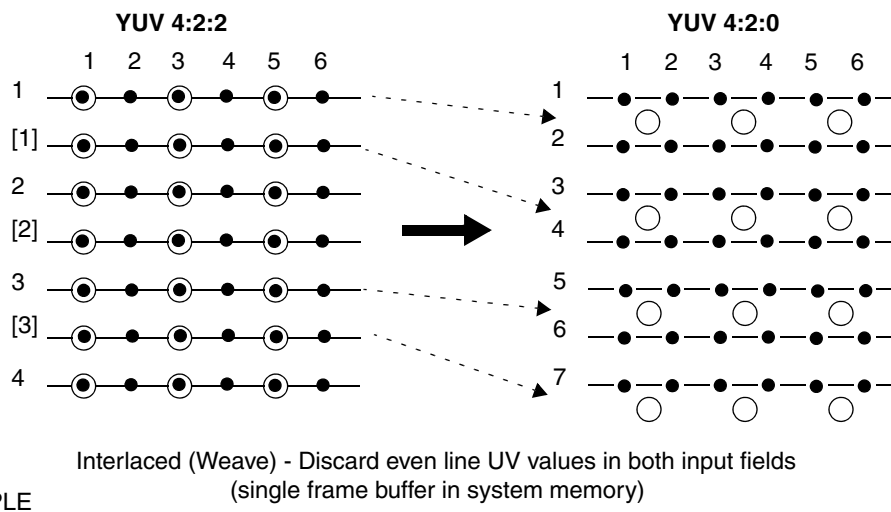 YUV 4:2:2
YUV 4:2:0
1 2 3 4 5 6
1 2 3 4 5 6
1
[1]
2
[2]
3
[3]
4
1
2
3
4
5
6
7
Interlaced (Weave) - Discard even line UV values in both input fields
(single frame buffer in system memory)
PLE